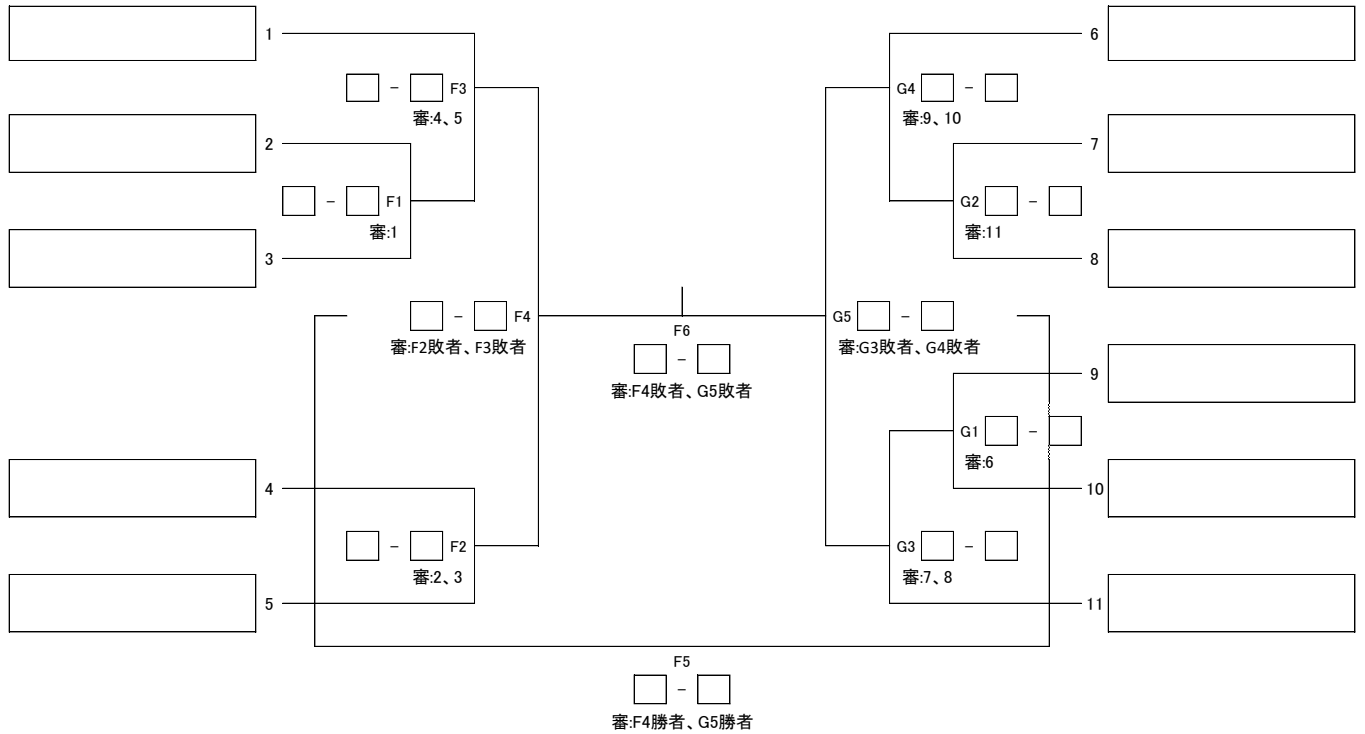 1
6
－ F3
G4 －
審:4、5
審:9、10
2
7
－ F1
G2 －
審:1
審:11
3
8
－ F4
G5 －
F6
審:F2敗者、F3敗者
審:G3敗者、G4敗者
－
審:F4敗者、G5敗者
9
G1 －
審:6
4
10
－ F2
G3 －
審:2、3
審:7、8
5
11
F5
－
審:F4勝者、G5勝者